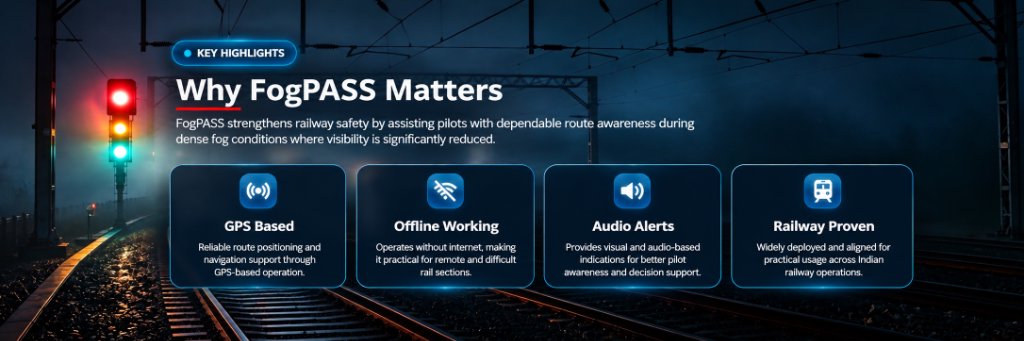 KEY HIGHLIGHTS
Why FogPASS Matters
FogPASS strengthens railway safety by assisting pilots with dependable route awareness during
dense fog conditions where visibility is significantly reduced.
GPS Based
Reliable route positioning and
navigation support through
GPS-based operation.
Offline Working
Operates without internet, making
it practical for remote and difficult
rail sections.
Audio Alerts
Provides visual and audio-based
indications for better pilot
awareness and decision support.
Railway Proven
Widely deployed and aligned for
practical usage across Indian
railway operations.